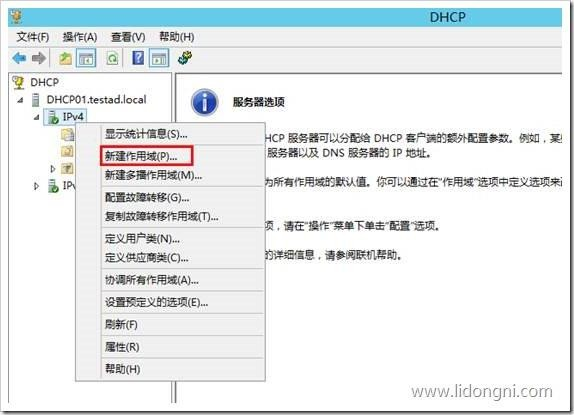 DHCP
文件(F) 操作(A) 查看(V) 帮助(H)
DHCP
DHCP01.testad.local
IPv4
服务器选项
显示统计信息(S)...
HCP 服务器可以分配给 DHCP 客户端的额外配置参数。例如，某
新建作用域(P)...
服务器以及 DNS 服务器的 IP 地址。
新建多播作用域(M)...
为所有作用域的默认值。你可以通过在“作用域”选项中定义选项来
IPv
配置故障转移(G)...
复制故障转移作用域(T)...
项，请在“操作”菜单下单击“配置”选项。
定义用户类(N)...
定义供应商类(C)...
的详细信息，请参阅联机帮助。
协调所有作用域(A)...
设置预定义的选项(E)...
刷新(F)
属性(R)
帮助(H)
www.lidongni.com